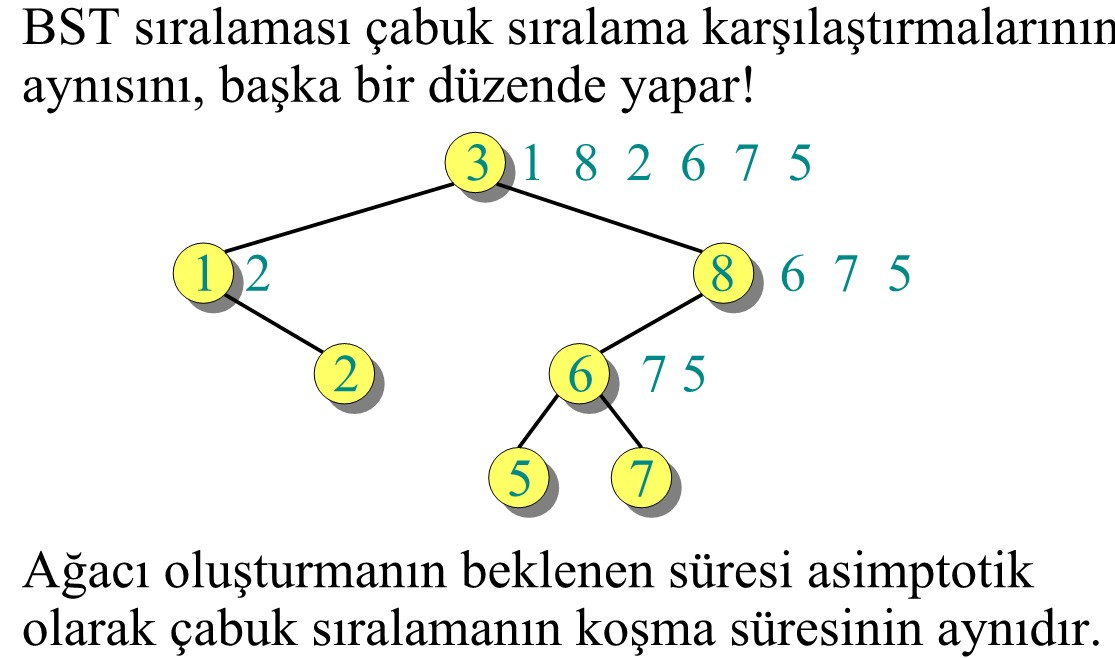 BST sıralaması çabuk sıralama karşılaştırmalarının
aynısını, başka bir düzende yapar!
3 1 8 2 6 7 5
1 2 8 6 7 5
2 6 7 5
5 7
Ağacı oluşturmanın beklenen süresi asimptotik
olarak çabuk sıralamanın koşma süresinin aynıdır.